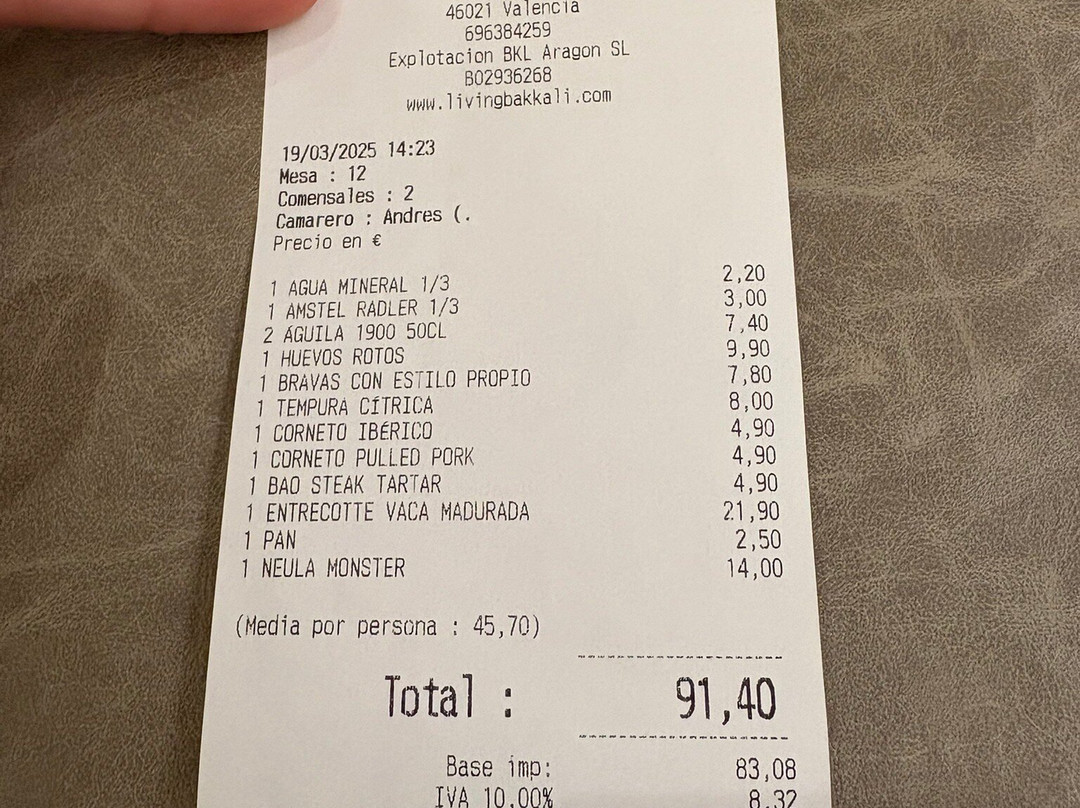 46021 Valencia
696384259
Explotacion BKL Aragon SL
B02936268
www.livingbakkali.com
19/03/2025 14:23
Mesa : 12
Comensales : 2
Camarero : Andres (.
Precio en €
1 AGUA MINERAL 1/3 2,20
1 AMSTEL RADLER 1/3 3,00
2 ÁGUILA 1900 50CL 7,40
1 HUEVOS ROTOS 9,90
1 BRAVAS CON ESTILO PROPIO 7,80
1 TEMPURA CÍTRICA 8,00
1 CORNETO IBÉRICO 4,90
1 CORNETO PULLED PORK 4,90
1 BAO STEAK TARTAR 4,90
1 ENTRECOTTE VACA MADURADA 21,90
1 PAN 2,50
1 NEULA MONSTER 14,00
(Media por persona : 45,70)
Total : 91,40
Base imp: 83,08
IVA 10.00% 8,32